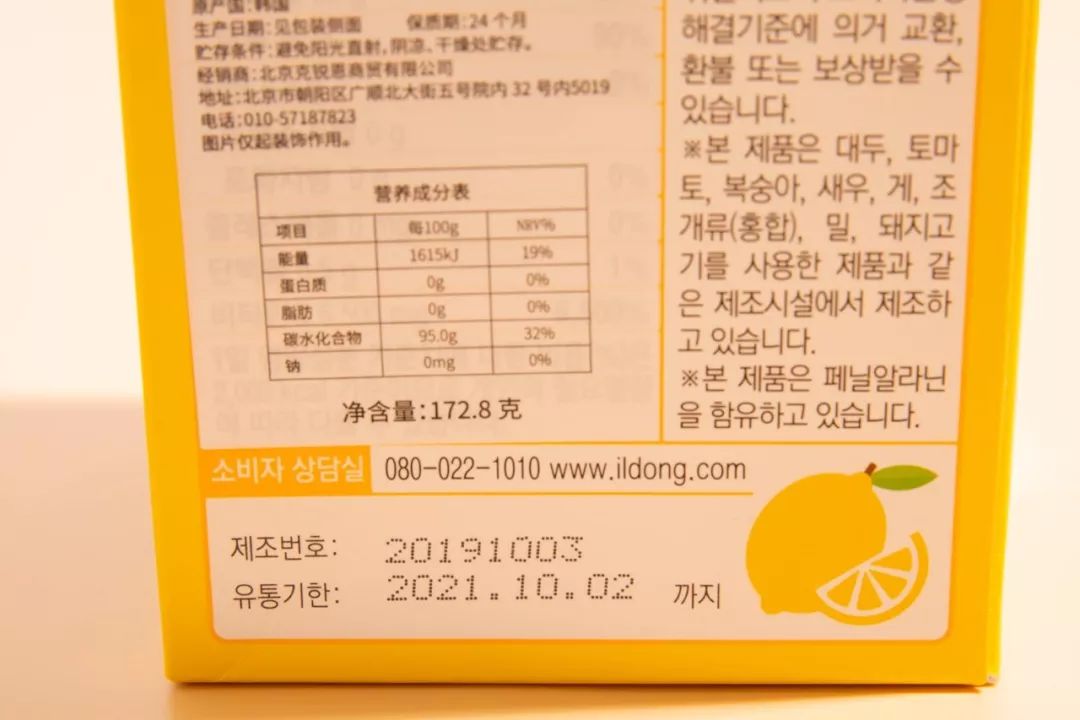 原产国:韩国
生产日期:见包装侧面 保质期:24个月
贮存条件:避免阳光直射,阴凉、干燥处贮存。
经销商:北京克锐恩商贸有限公司
地址:北京市朝阳区广顺北大街五号院内32号内5019
电话:010-57187823
图片仅起装饰作用。
营养成分表
项目 每100g NRV%
能量 1615kJ 19%
蛋白质 0g 0%
脂肪 0g 0%
碳水化合物 95.0g 32%
钠 0mg 0%
净含量:172.8克
해결기준에 의거 교환,
환불 또는 보상받을 수
있습니다.
※본 제품은 대두, 토마
토, 복숭아, 새우, 게, 조
개류(홍합), 밀, 돼지고
기를 사용한 제품과 같
은 제조시설에서 제조하
고 있습니다.
※본 제품은 페닐알라닌
을 함유하고 있습니다.
소비자 상담실 080-022-1010 www.ildong.com
제조번호: 20191003
유통기한: 2021.10.02 까지